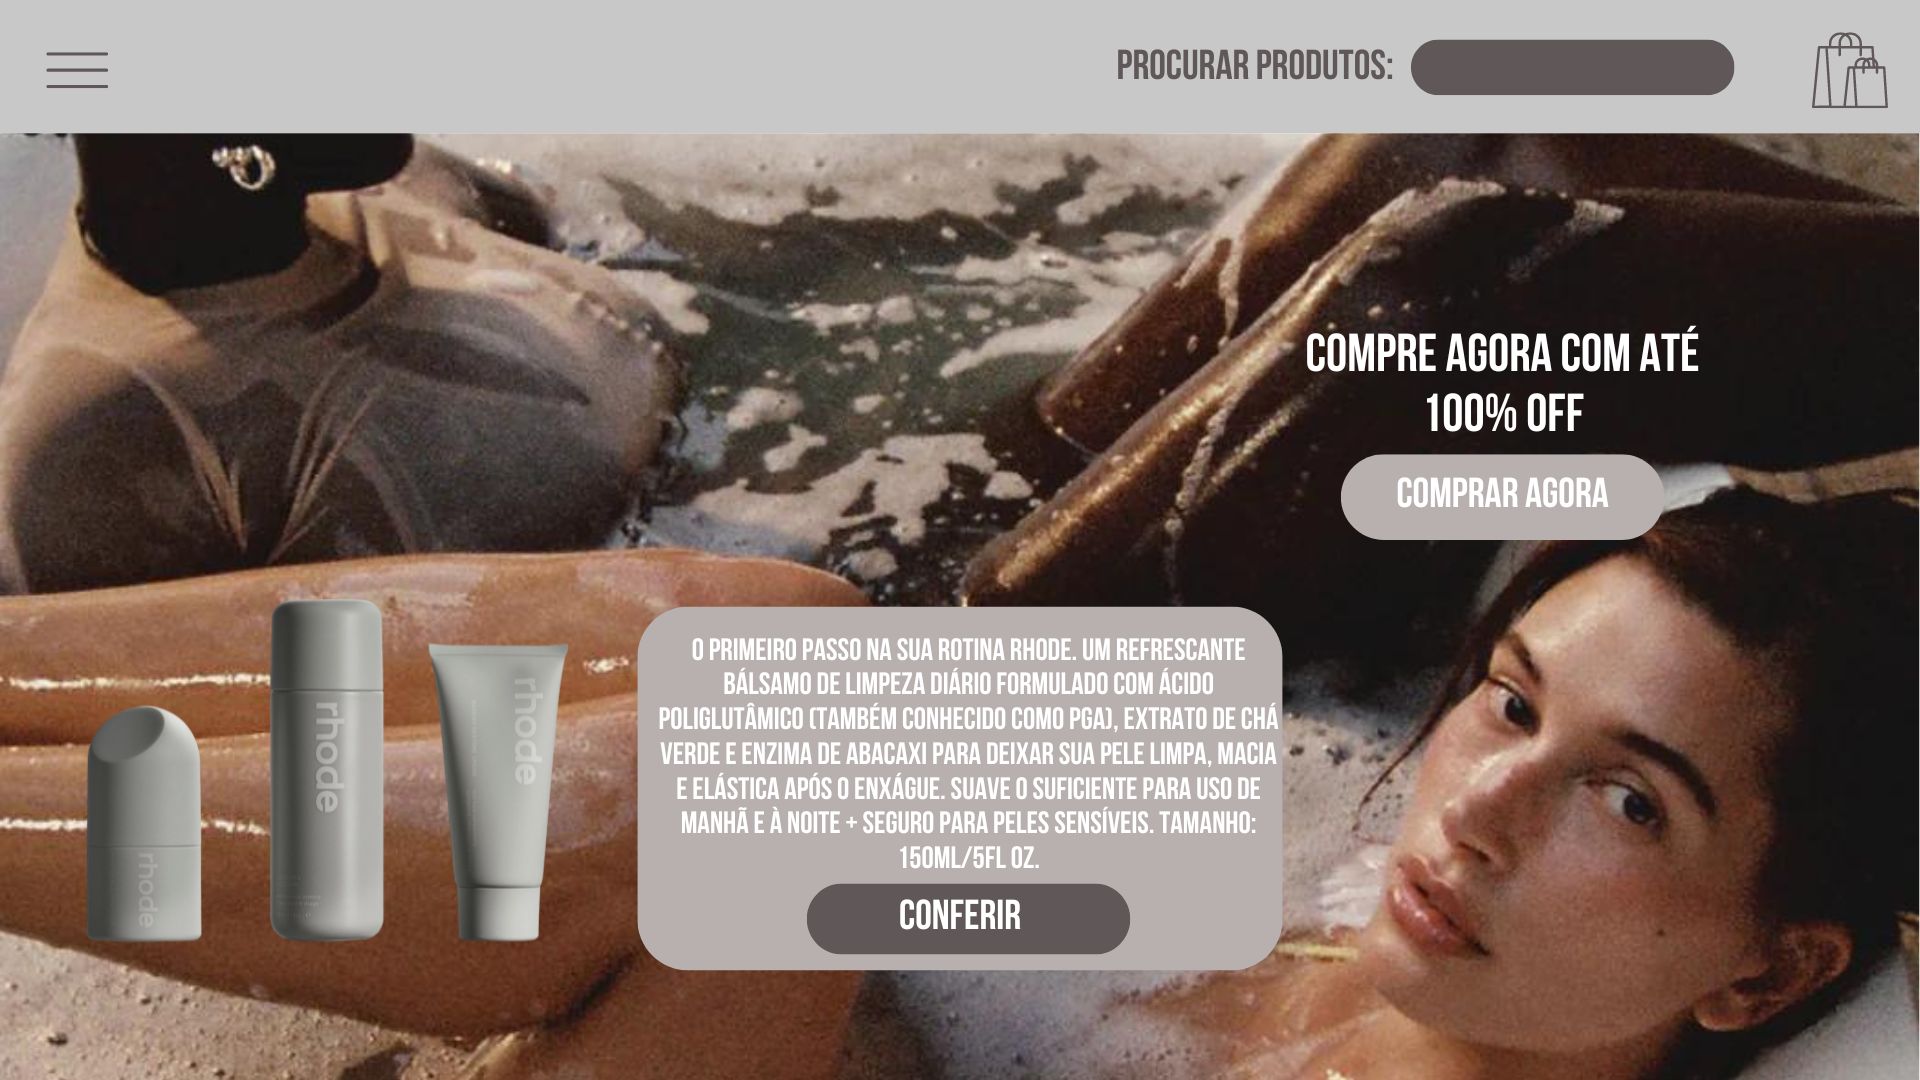 PROCURAR PRODUTOS:
COMPRE AGORA COM ATÉ
100% OFF
COMPRAR AGORA
rhode
rhode
rhode
O PRIMEIRO PASSO NA SUA ROTINA RHODE. UM REFRESCANTE
BÁLSAMO DE LIMPEZA DIÁRIO FORMULADO COM ÁCIDO
POLIGLUTÂMICO (TAMBÉM CONHECIDO COMO PGA), EXTRATO DE CHÁ
VERDE E ENZIMA DE ABACAXI PARA DEIXAR SUA PELE LIMPA, MACIA
E ELÁSTICA APÓS O ENXÁGUE. SUAVE O SUFICIENTE PARA USO DE
MANHÃ E À NOITE + SEGURO PARA PELES SENSÍVEIS. TAMANHO:
150ML/5FL OZ.
CONFERIR